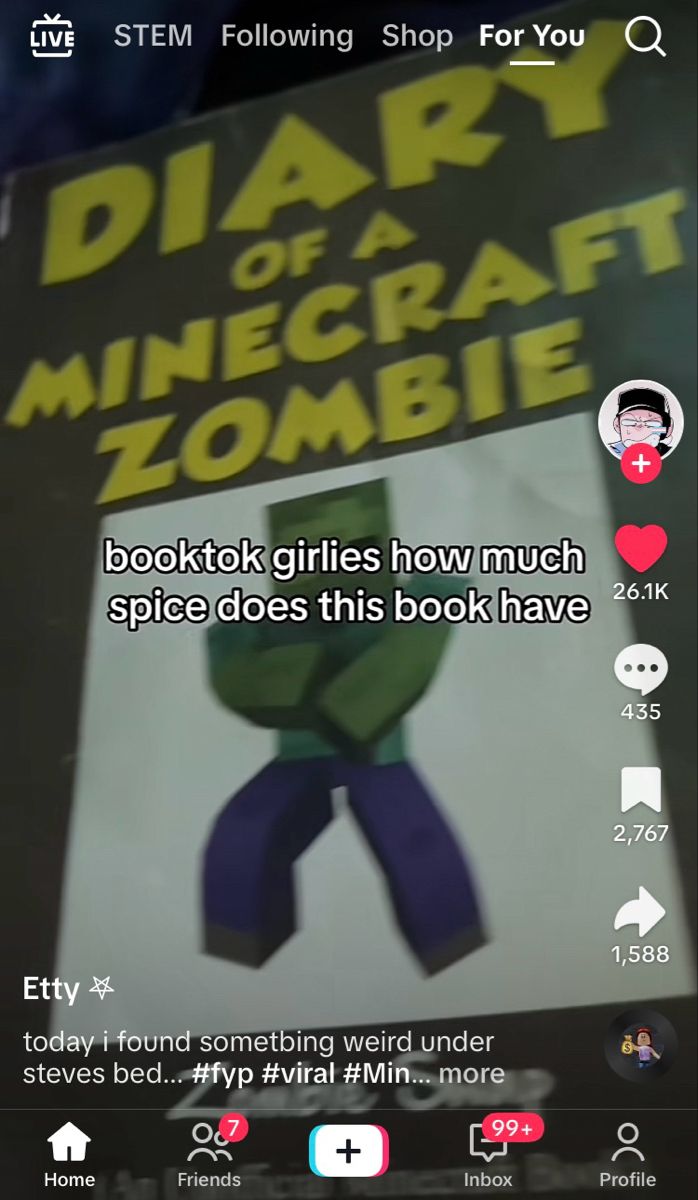 LIVE STEM Following Shop For You
DIARY
OF A
MINECRAFT
ZOMBIE
booktok girlies how much
spice does this book have
26.1K
435
2,767
1,588
Etty
today i found sometbing weird under
steves bed... #fyp #viral #Min... more
Zombie Swap
7
99+
Home Friends Inbox Profile